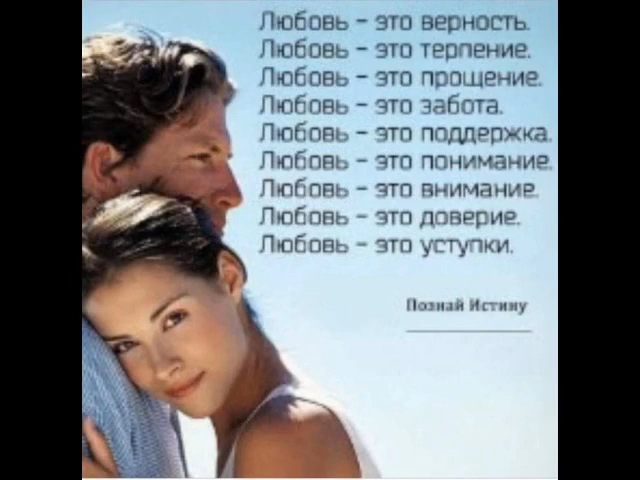 Любовь - это верность.
Любовь - это терпение.
Любовь - это прощение.
Любовь - это забота.
Любовь - это поддержка.
Любовь - это понимание.
Любовь - это внимание.
Любовь - это доверие.
Любовь - это уступки.
Познай Истину